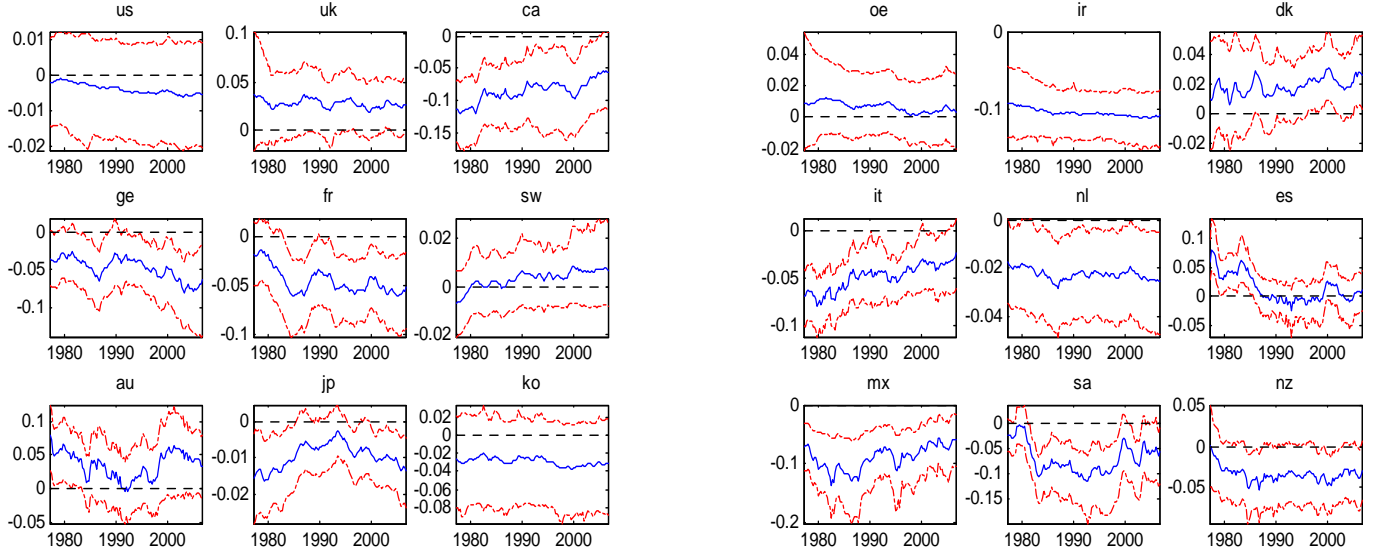 us uk ca oe ir dk
0.01 0.1 0 0 0.06 0
0 0.05 -0.05 0.04 -0.1 0.04
-0.01 0 -0.1 0.02 0.02
-0.02 -0.15 0 0
-0.02 -0.02
1980 1990 2000 1980 1990 2000 1980 1990 2000 1980 1990 2000 1980 1990 2000 1980 1990 2000
ge fr sw it nl es
0 0 0.02 0 0 0.1
-0.05 -0.05 0 -0.05 -0.02 0.05
-0.1 -0.1 -0.02 -0.1 -0.04 0
-0.05
1980 1990 2000 1980 1990 2000 1980 1990 2000 1980 1990 2000 1980 1990 2000 1980 1990 2000
au jp ko mx sa nz
0.1 0 0.02 0 0 0.05
0.05 -0.01 0 -0.1 -0.05 0
0 -0.02 -0.02 -0.2 -0.1 -0.05
-0.05 -0.04 -0.15
-0.06
-0.08
1980 1990 2000 1980 1990 2000 1980 1990 2000 1980 1990 2000 1980 1990 2000 1980 1990 2000